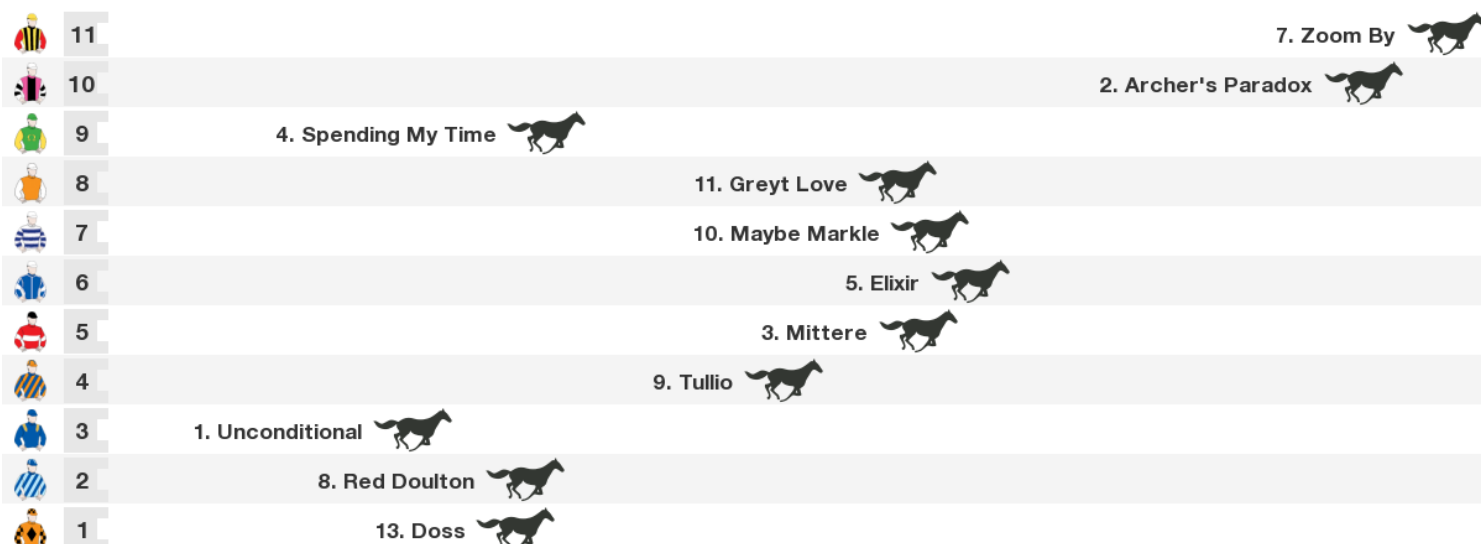 11 7. Zoom By
10 2. Archer's Paradox
9 4. Spending My Time
8 11. Greyt Love
7 10. Maybe Markle
6 5. Elixir
5 3. Mittere
4 9. Tullio
3 1. Unconditional
2 8. Red Doulton
1 13. Doss